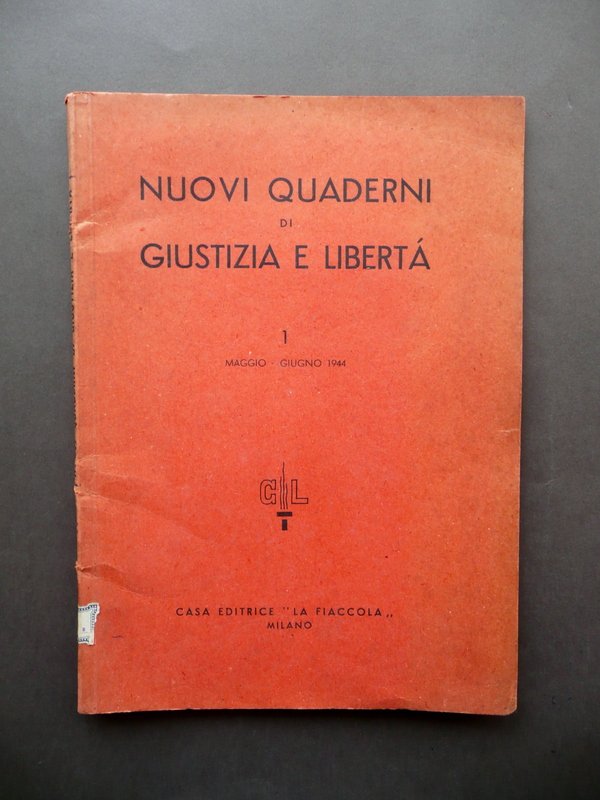 NUOVI QUADERNI
DI
GIUSTIZIA E LIBERTÁ
1
MAGGIO - GIUGNO 1944
GL
CASA EDITRICE "LA FIACCOLA„
MILANO